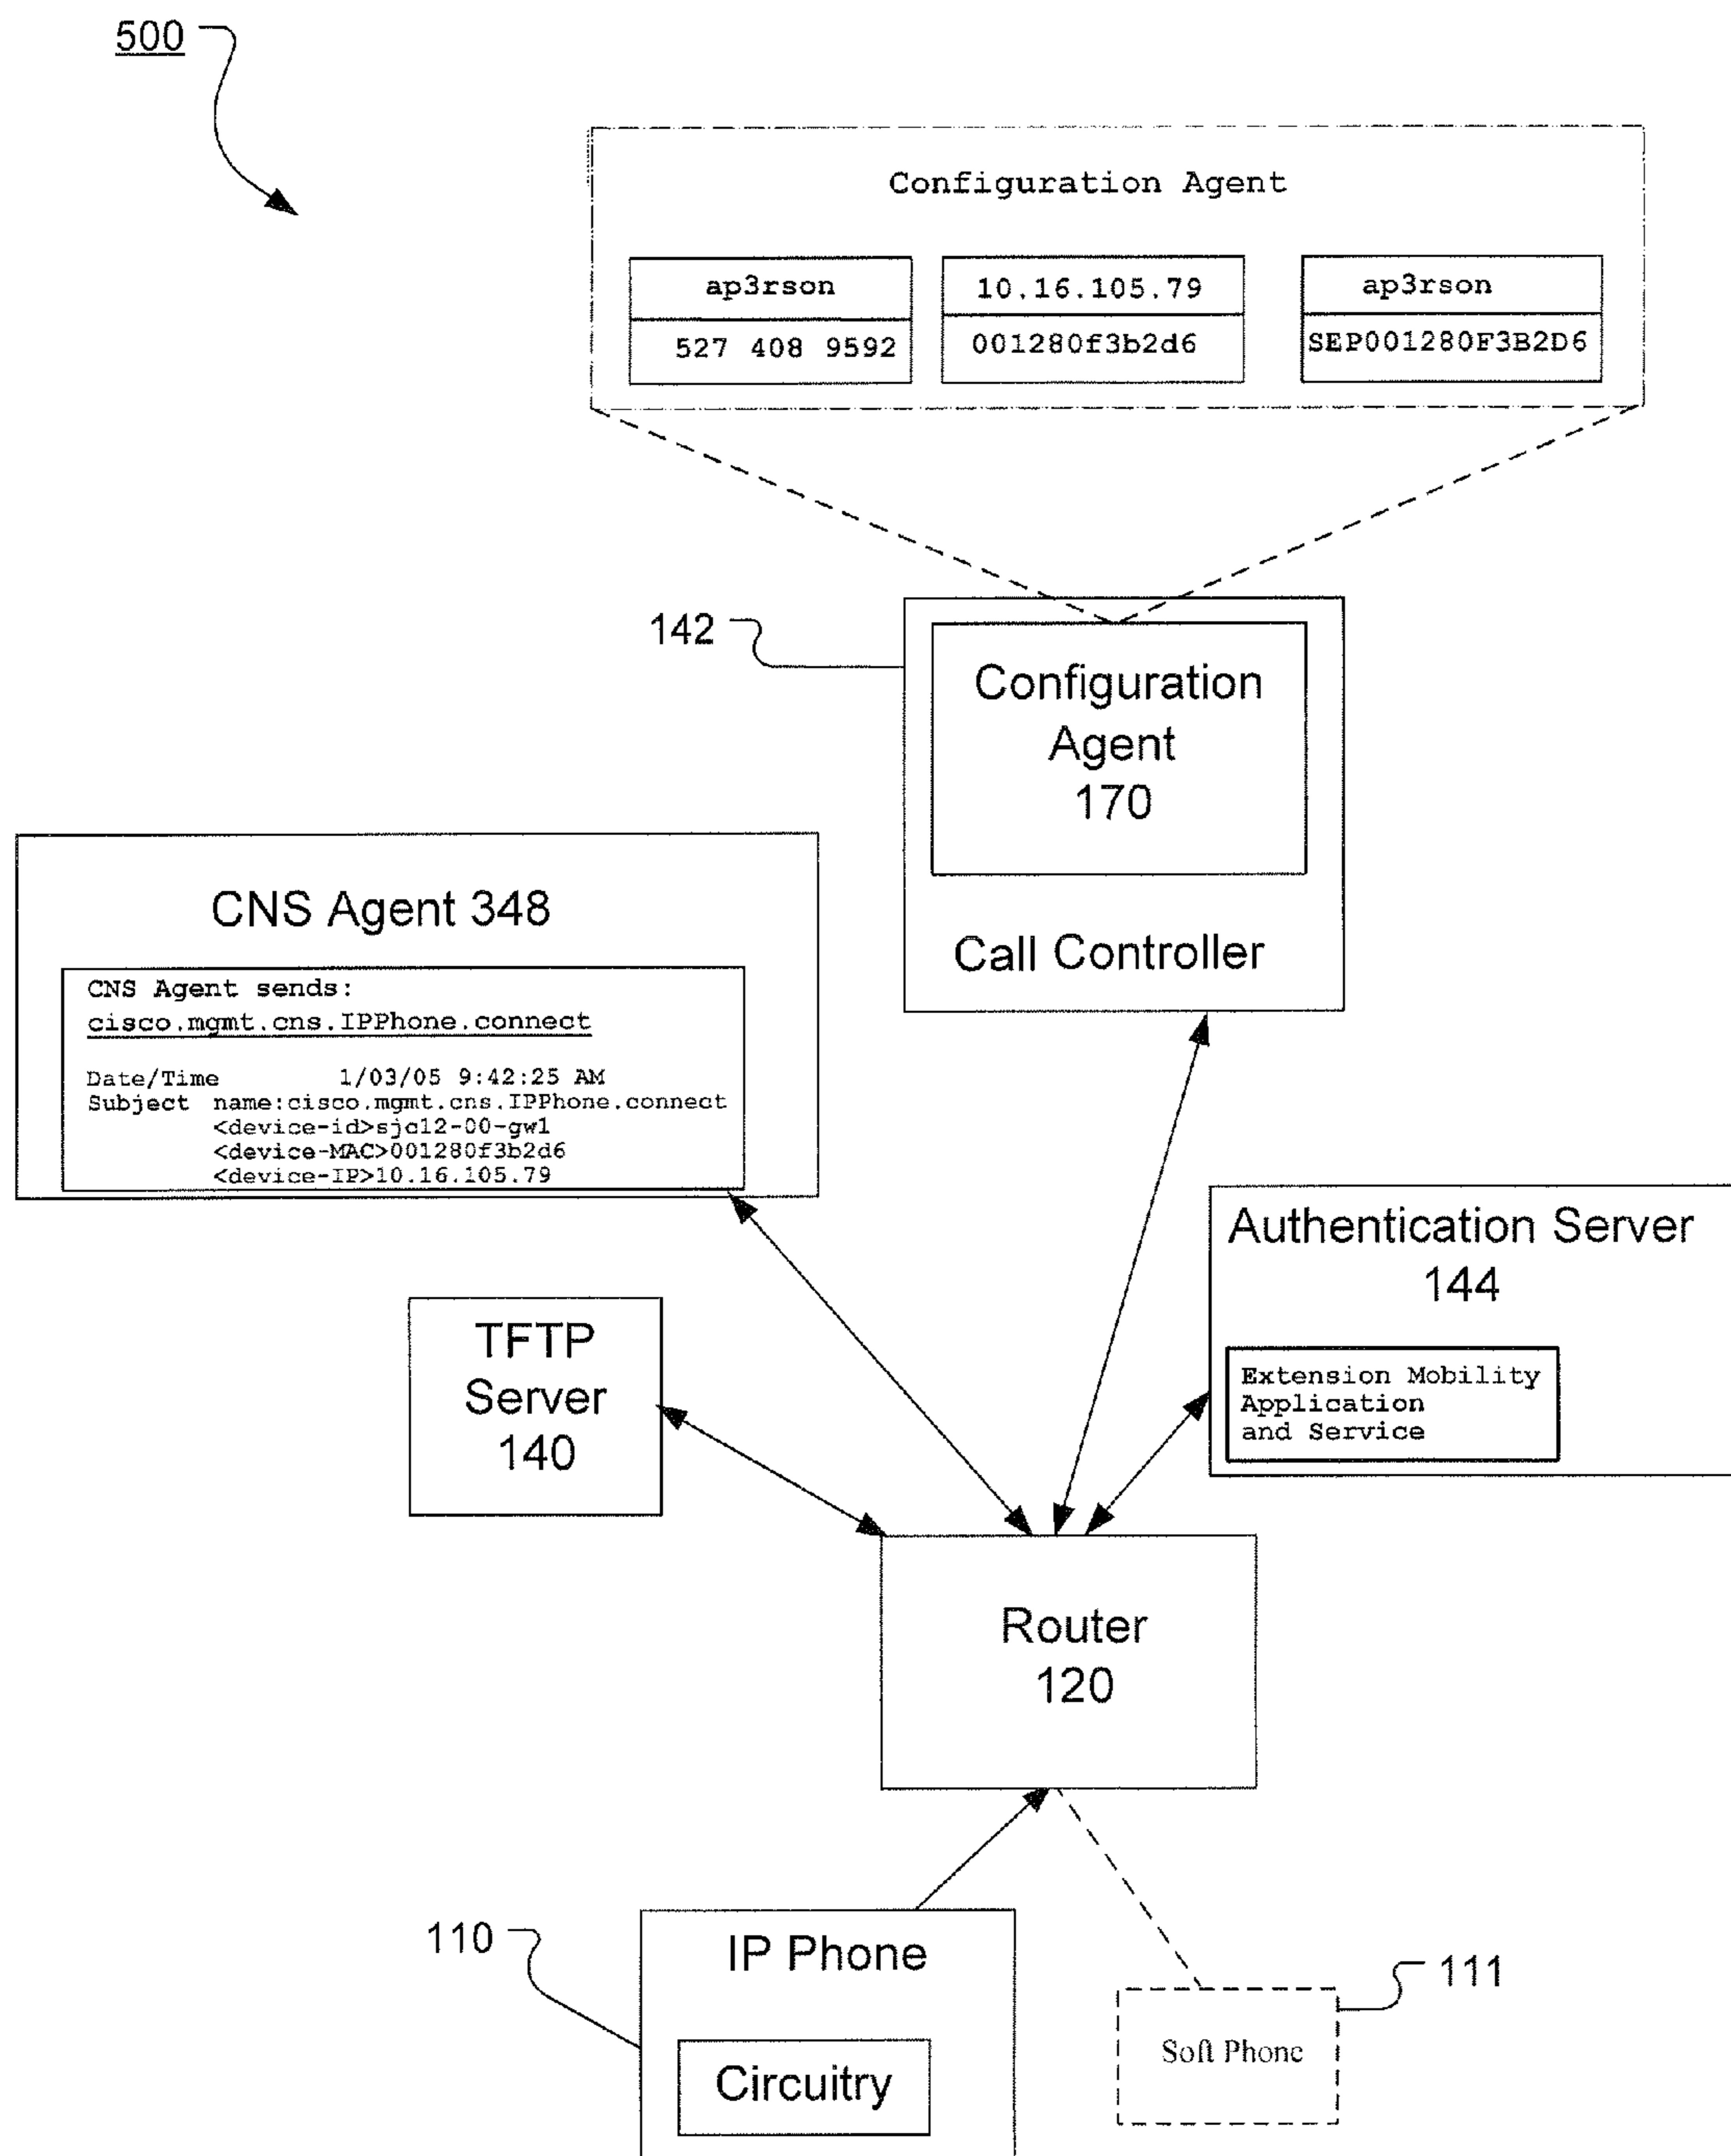 500
Configuration Agent
ap3rson
527 408 9592
10.16.105.79
001280f3b2d6
ap3rson
SEP001280F3B2D6
142
Configuration
Agent
170
Call Controller
CNS Agent 348
CNS Agent sends:
cisco.mgmt.cns.IPPhone.connect
Date/Time 1/03/05 9:42:25 AM
Subject name:cisco.mgmt.cns.IPPhone.connect
<device-id>sjc12-00-gw1
<device-MAC>001280f3b2d6
<device-IP>10.16.105.79
Authentication Server
144
Extension Mobility
Application
and Service
TFTP
Server
140
Router
120
110
IP Phone
Circuitry
111
Soft Phone